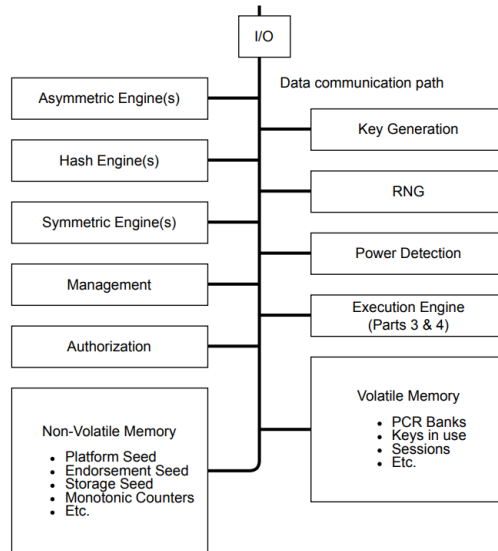 I/O
Data communication path
Asymmetric Engine(s)
Key Generation
Hash Engine(s)
RNG
Symmetric Engine(s)
Power Detection
Management
Execution Engine
(Parts 3 & 4)
Authorization
Volatile Memory
• PCR Banks
• Keys in use
• Sessions
• Etc.
Non-Volatile Memory
• Platform Seed
• Endorsement Seed
• Storage Seed
• Monotonic Counters
• Etc.